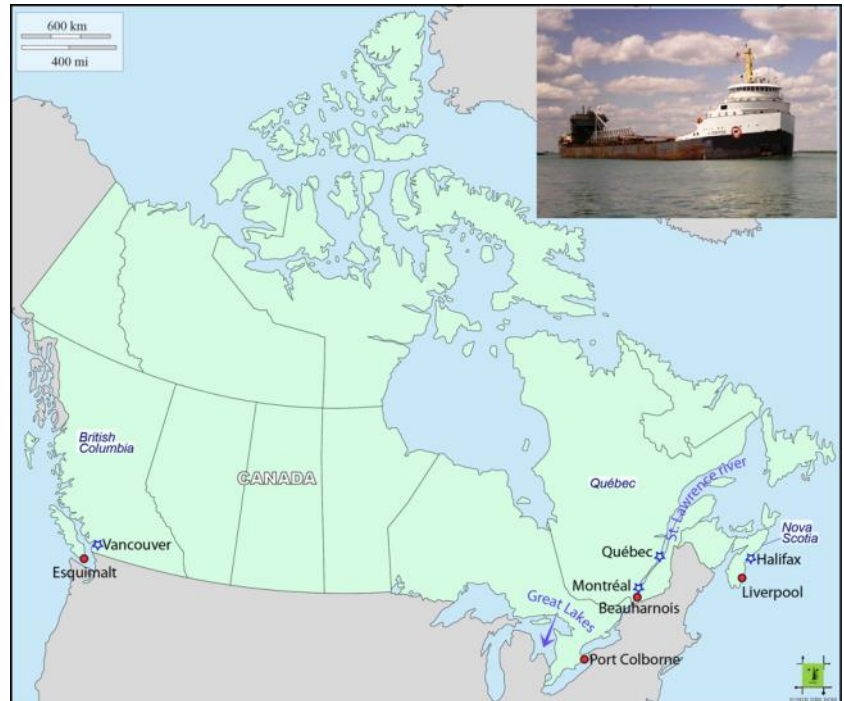 600 km
400 mi
British
Columbia
CANADA
Québec
St. Lawrence river
Nova
Scotia
Vancouver
Québec
Halifax
Esquimalt
Montréal
Liverpool
Beauharnois
Great Lakes
Port Colborne